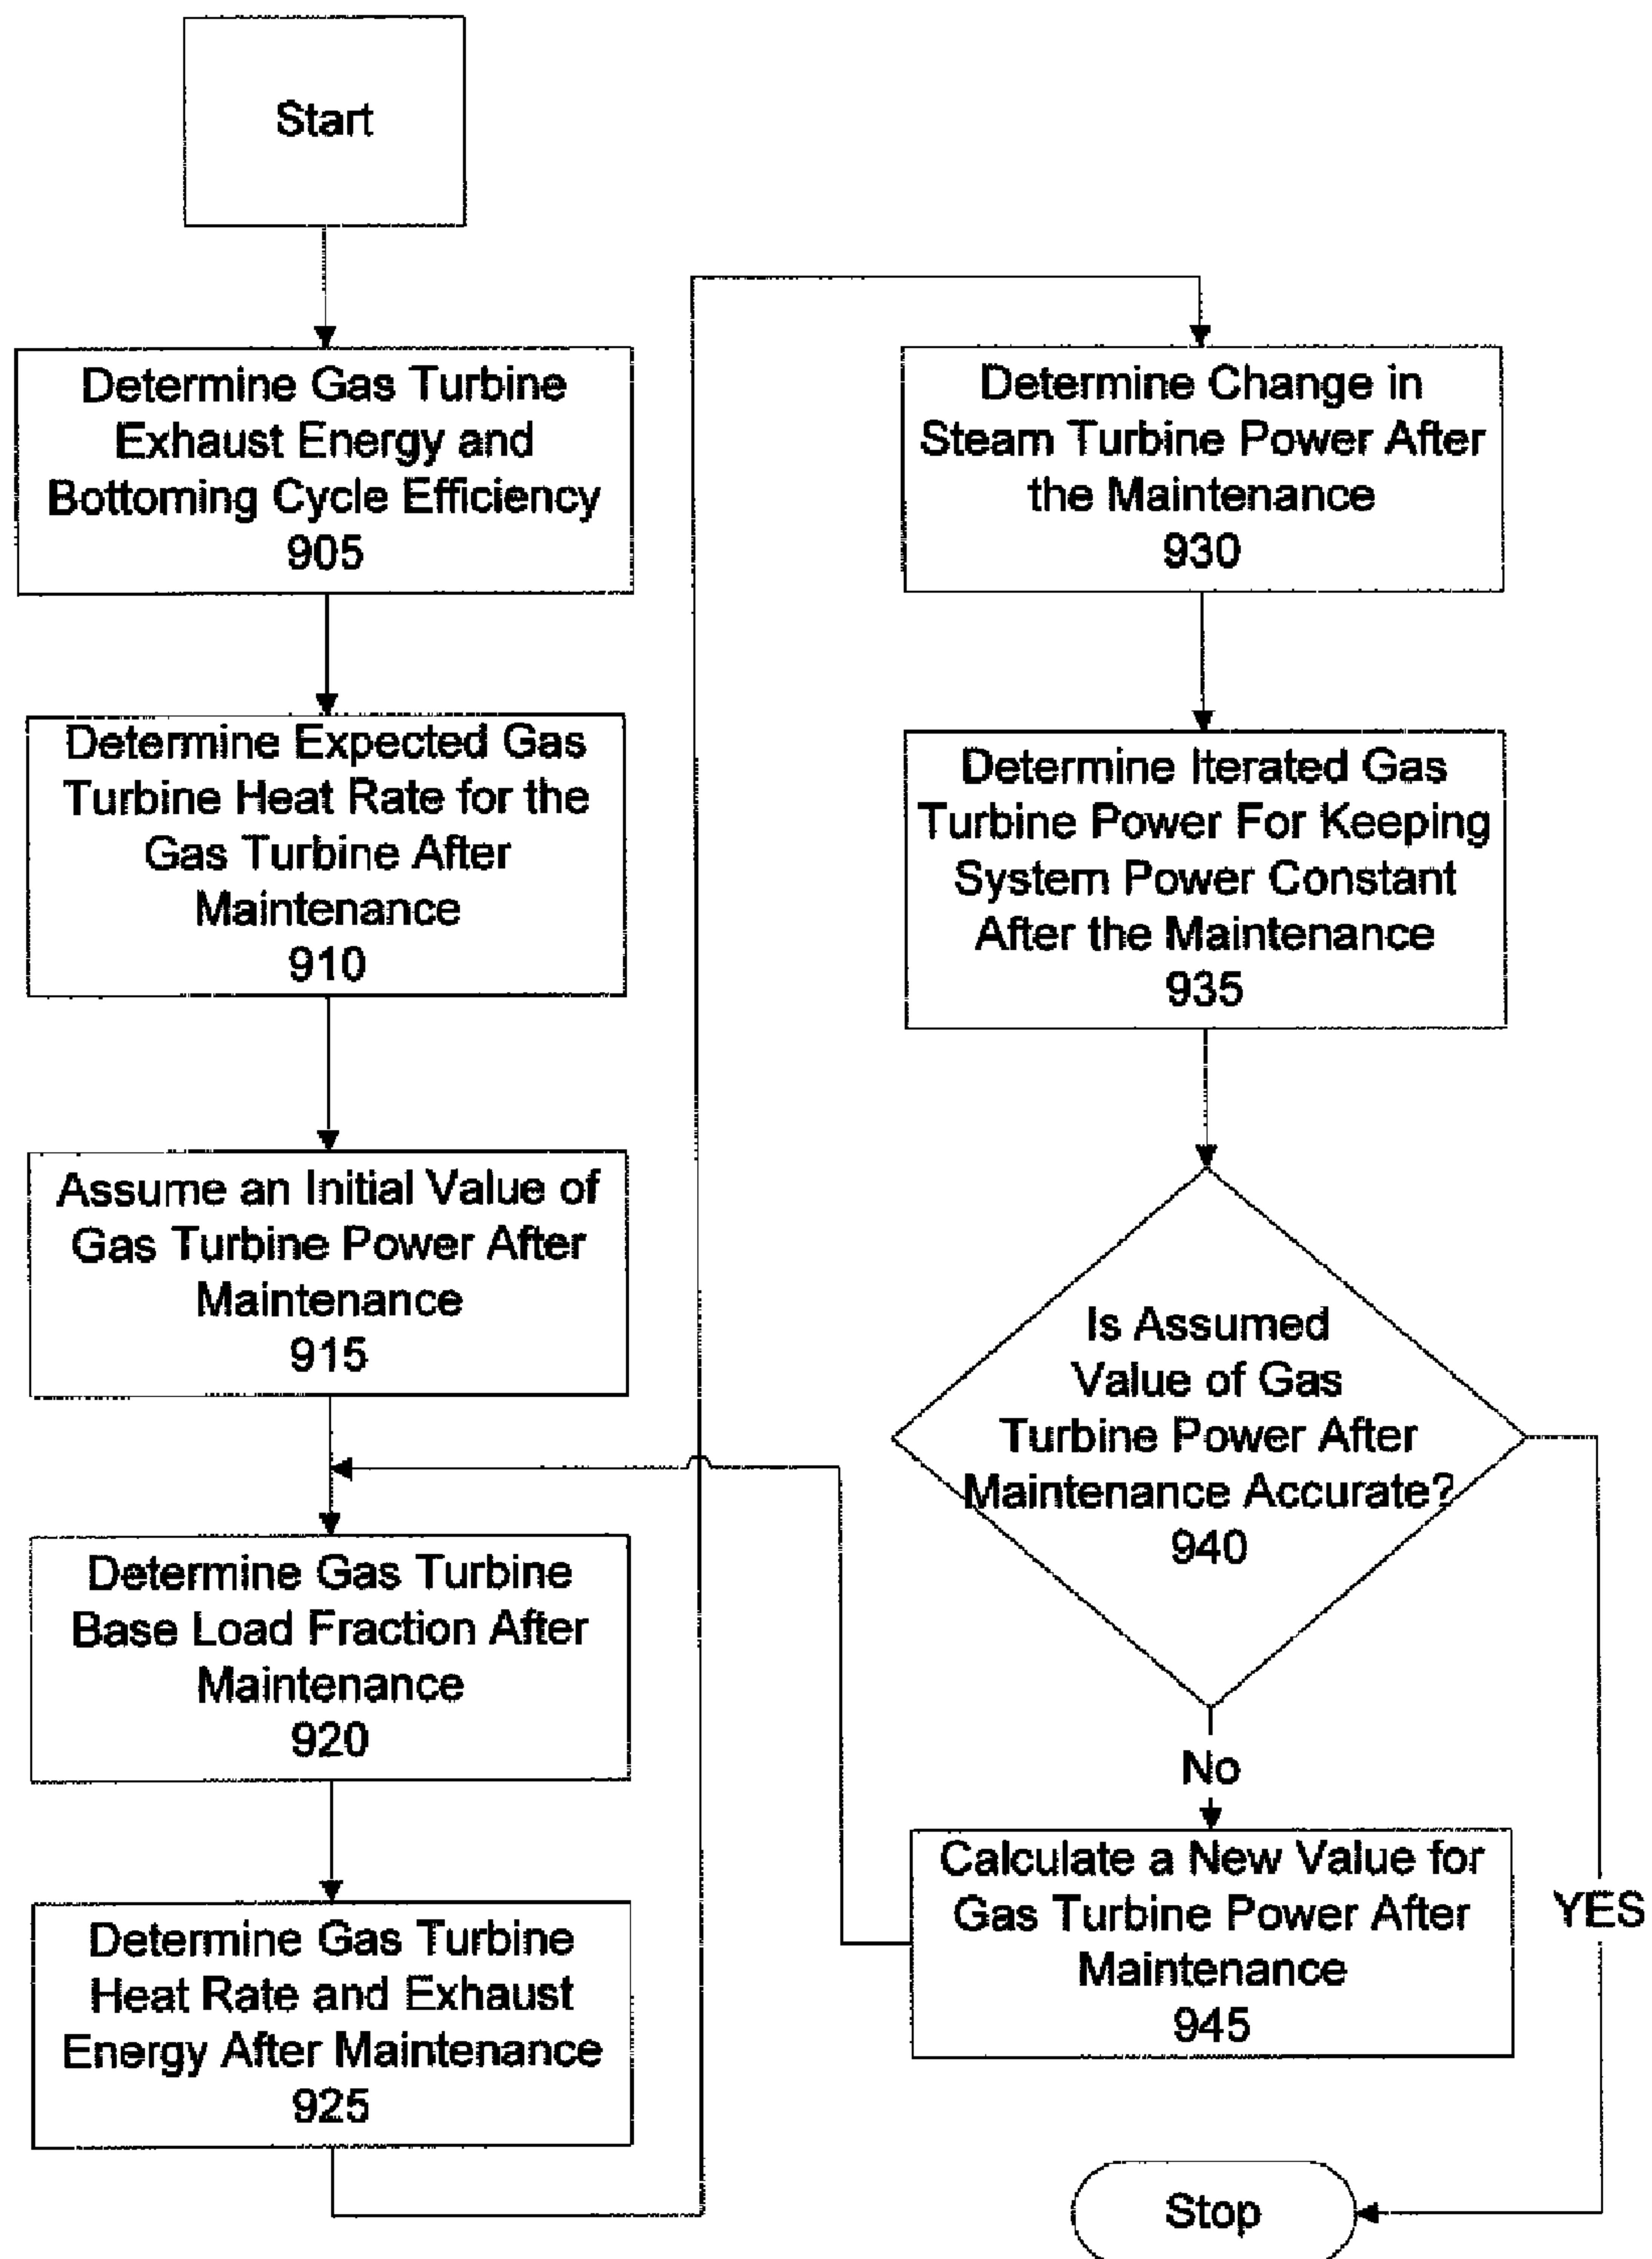 Start
Determine Gas Turbine
Exhaust Energy and
Bottoming Cycle Efficiency
905
Determine Expected Gas
Turbine Heat Rate for the
Gas Turbine After
Maintenance
910
Assume an Initial Value of
Gas Turbine Power After
Maintenance
915
Determine Gas Turbine
Base Load Fraction After
Maintenance
920
Determine Gas Turbine
Heat Rate and Exhaust
Energy After Maintenance
925
Determine Change in
Steam Turbine Power After
the Maintenance
930
Determine Iterated Gas
Turbine Power For Keeping
System Power Constant
After the Maintenance
935
Is Assumed
Value of Gas
Turbine Power After
Maintenance Accurate?
940
No
Calculate a New Value for
Gas Turbine Power After
Maintenance
945
YES
Stop